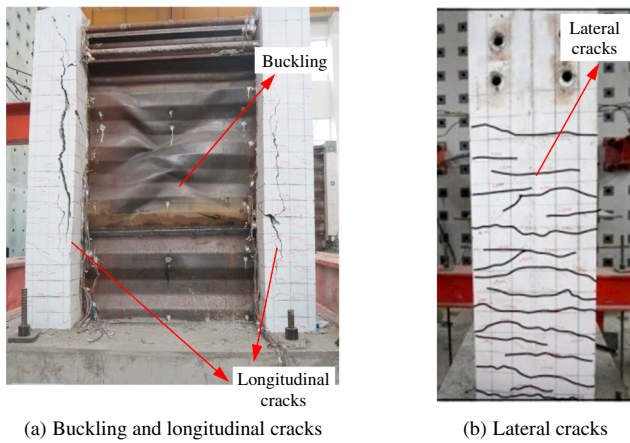 Buckling
Longitudinal
cracks
(a) Buckling and longitudinal cracks
Lateral
cracks
(b) Lateral cracks